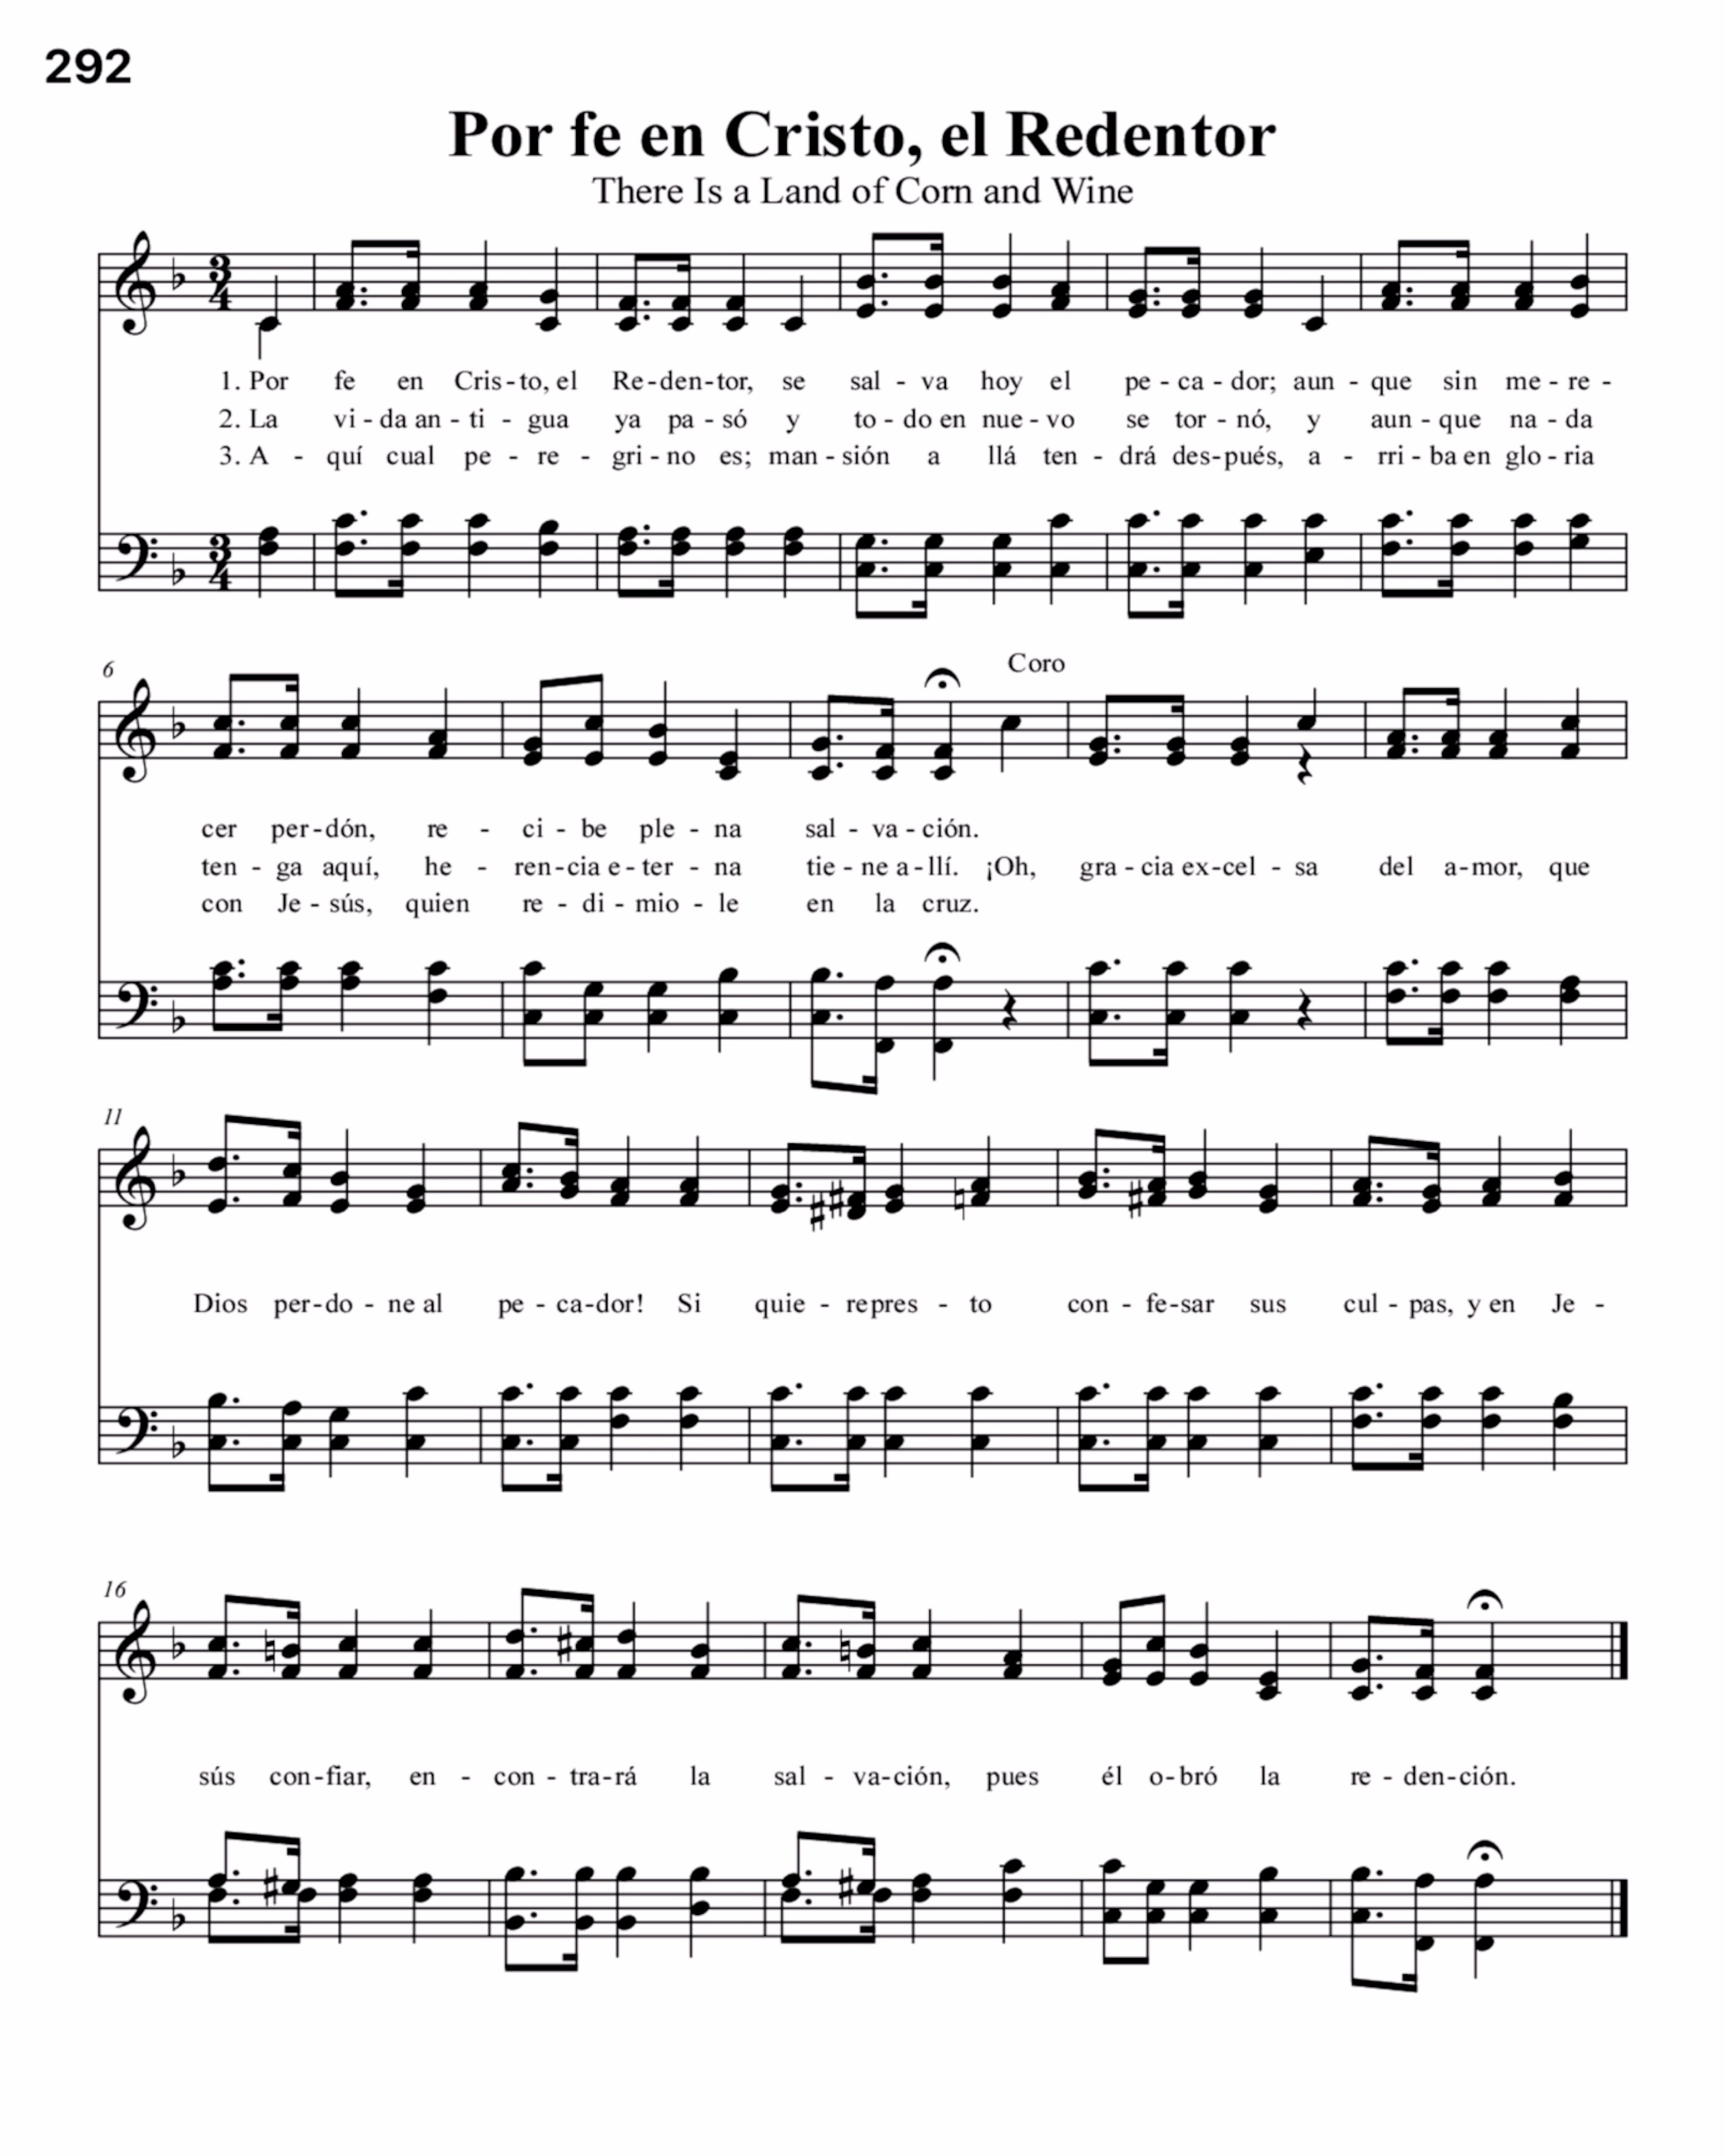 292
Por fe en Cristo, el Redentor
There Is a Land of Corn and Wine
3
4
1. Por fe en Cris - to, el Re - den - tor, se sal - va hoy el pe - ca - dor; aun - que sin me - re -
2. La vi - da an - ti - gua ya pa - só y to - do en nue - vo se tor - nó, y aun - que na - da
3. A - quí cual pe - re - gri - no es; man - sión a llá ten - drá des - pués, a - rri - ba en glo - ria
3
4
6
Coro
cer per - dón, re - ci - be ple - na sal - va - ción.
ten - ga aquí, he - ren - cia e - ter - na tie - ne a - llí. ¡Oh, gra - cia ex - cel - sa del a - mor, que
con Je - sús, quien re - di - mio - le en la cruz.
11
Dios per - do - ne al pe - ca - dor! Si quie - repres - to con - fe - sar sus cul - pas, y en Je -
16
sús con - fiar, en - con - tra - rá la sal - va - ción, pues él o - bró la re - den - ción.